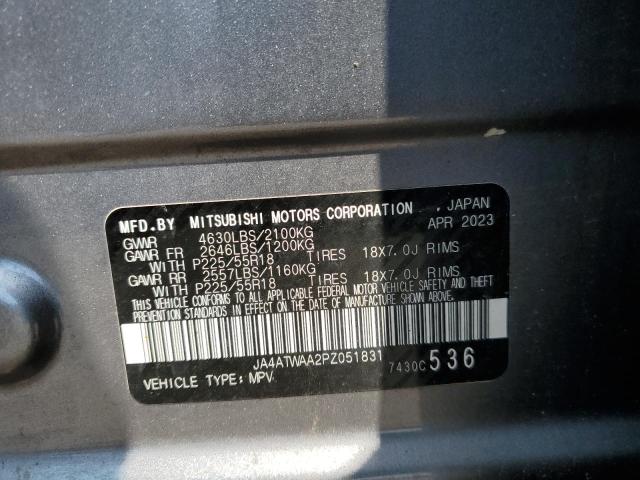 MFD.BY MITSUBISHI MOTORS CORPORATION , JAPAN
GVWR 4630LBS/2100KG APR 2023
GAWR FR 2646LBS/1200KG
WITH P225/55R18 TIRES 18X7.0J RIMS
GAWR RR 2557LBS/1160KG
WITH P225/55R18 TIRES 18X7.0J RIMS
THIS VEHICLE CONFORMS TO ALL APPLICABLE FEDERAL MOTOR VEHICLE SAFETY AND THEFT
PREVENTION STANDARDS IN EFFECT ON THE DATE OF MANUFACTURE SHOWN ABOVE.
JA4ATWAA2PZ051831 7430C 536
VEHICLE TYPE: MPV